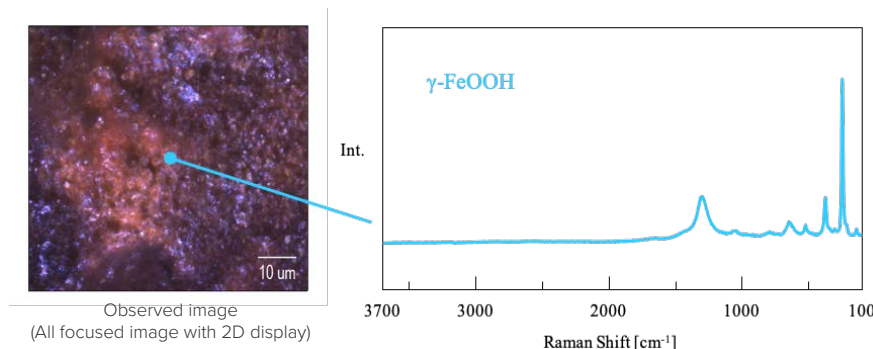 γ-FeOOH
Int.
10 um
3700 3000 2000 1000 100
Raman Shift [cm-1]
Observed image
(All focused image with 2D display)